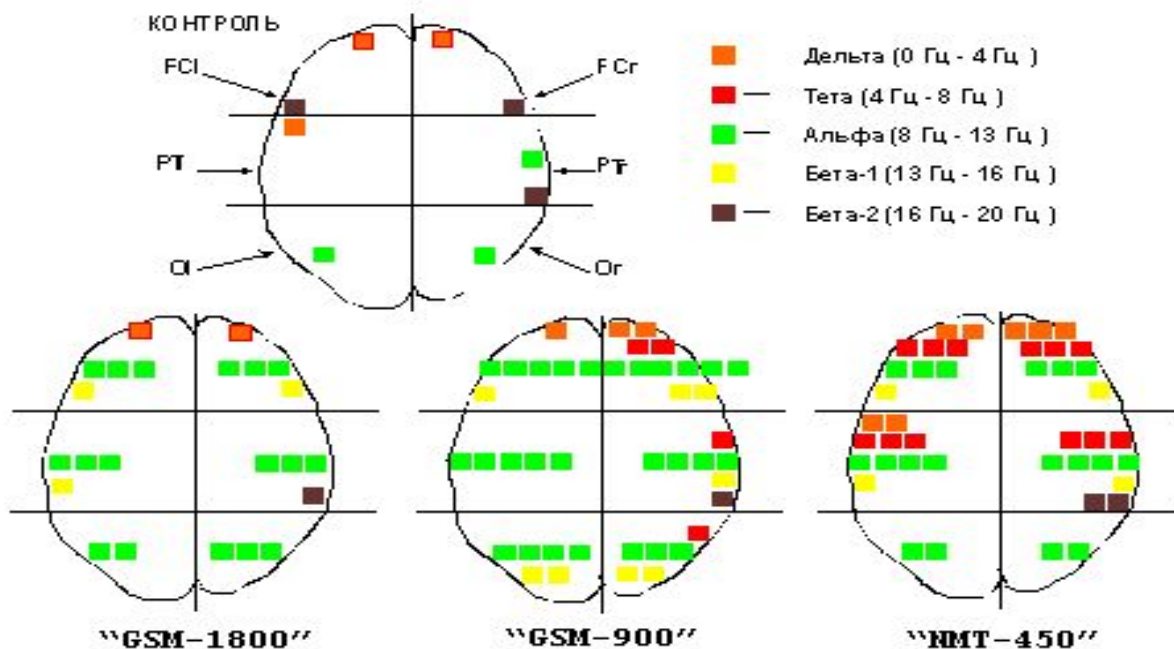 КОНТРОЛЬ
FCl
FCr
PTl
PTr
Ol
Or
Дельта (0 Гц - 4 Гц )
Тета (4 Гц - 8 Гц )
Альфа (8 Гц - 13 Гц )
Бета-1 (13 Гц - 16 Гц )
Бета-2 (16 Гц - 20 Гц )
"GSM-1800"
"GSM-900"
"NMT-450"